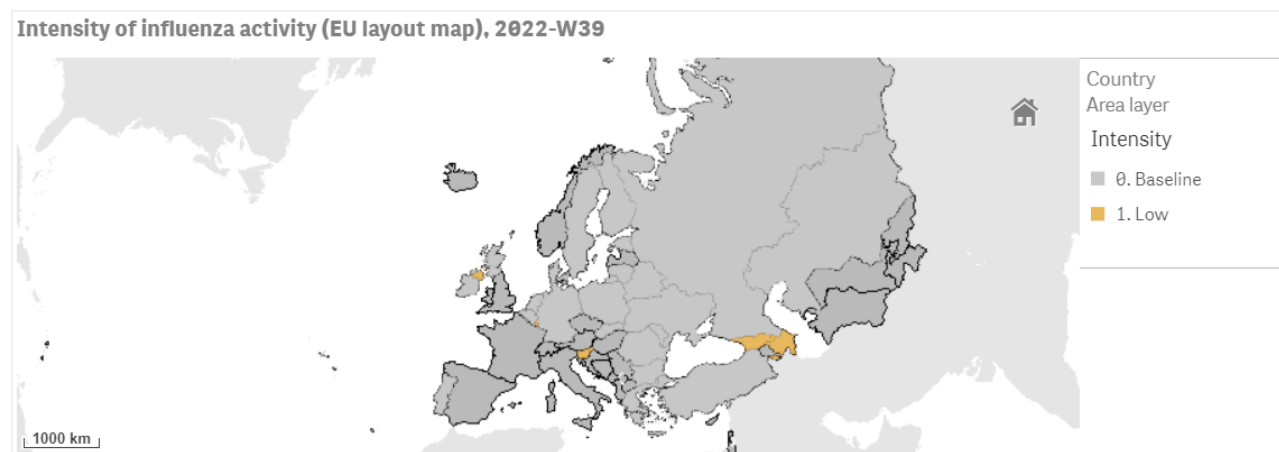 Intensity of influenza activity (EU layout map), 2022-W39
Country
Area layer
Intensity
0. Baseline
1. Low
1000 km